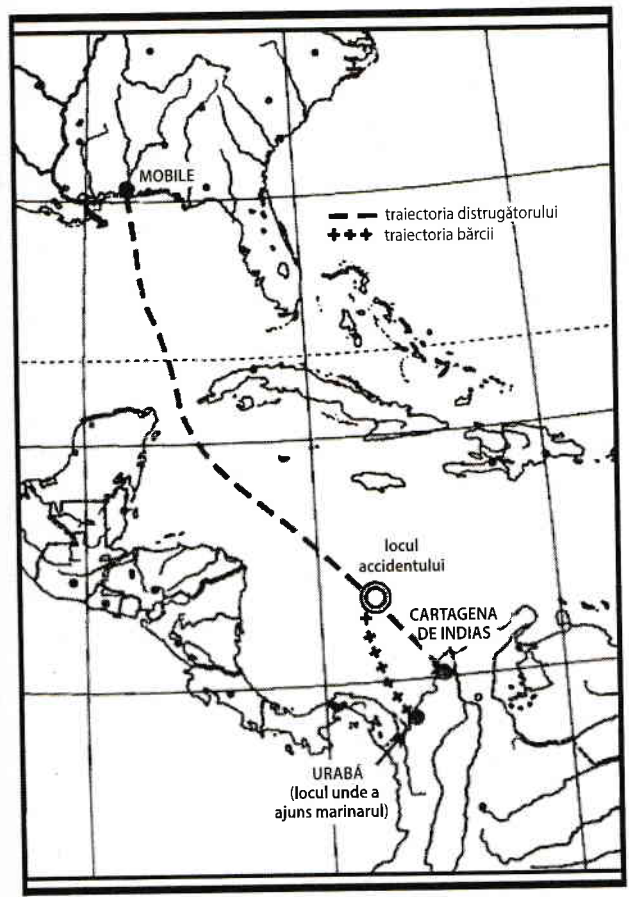 MOBILE
traiectoria distrugătorului
traiectoria bărcii
locul
accidentului
CARTAGENA
DE INDIAS
URABÁ
(locul unde a
ajuns marinarul)